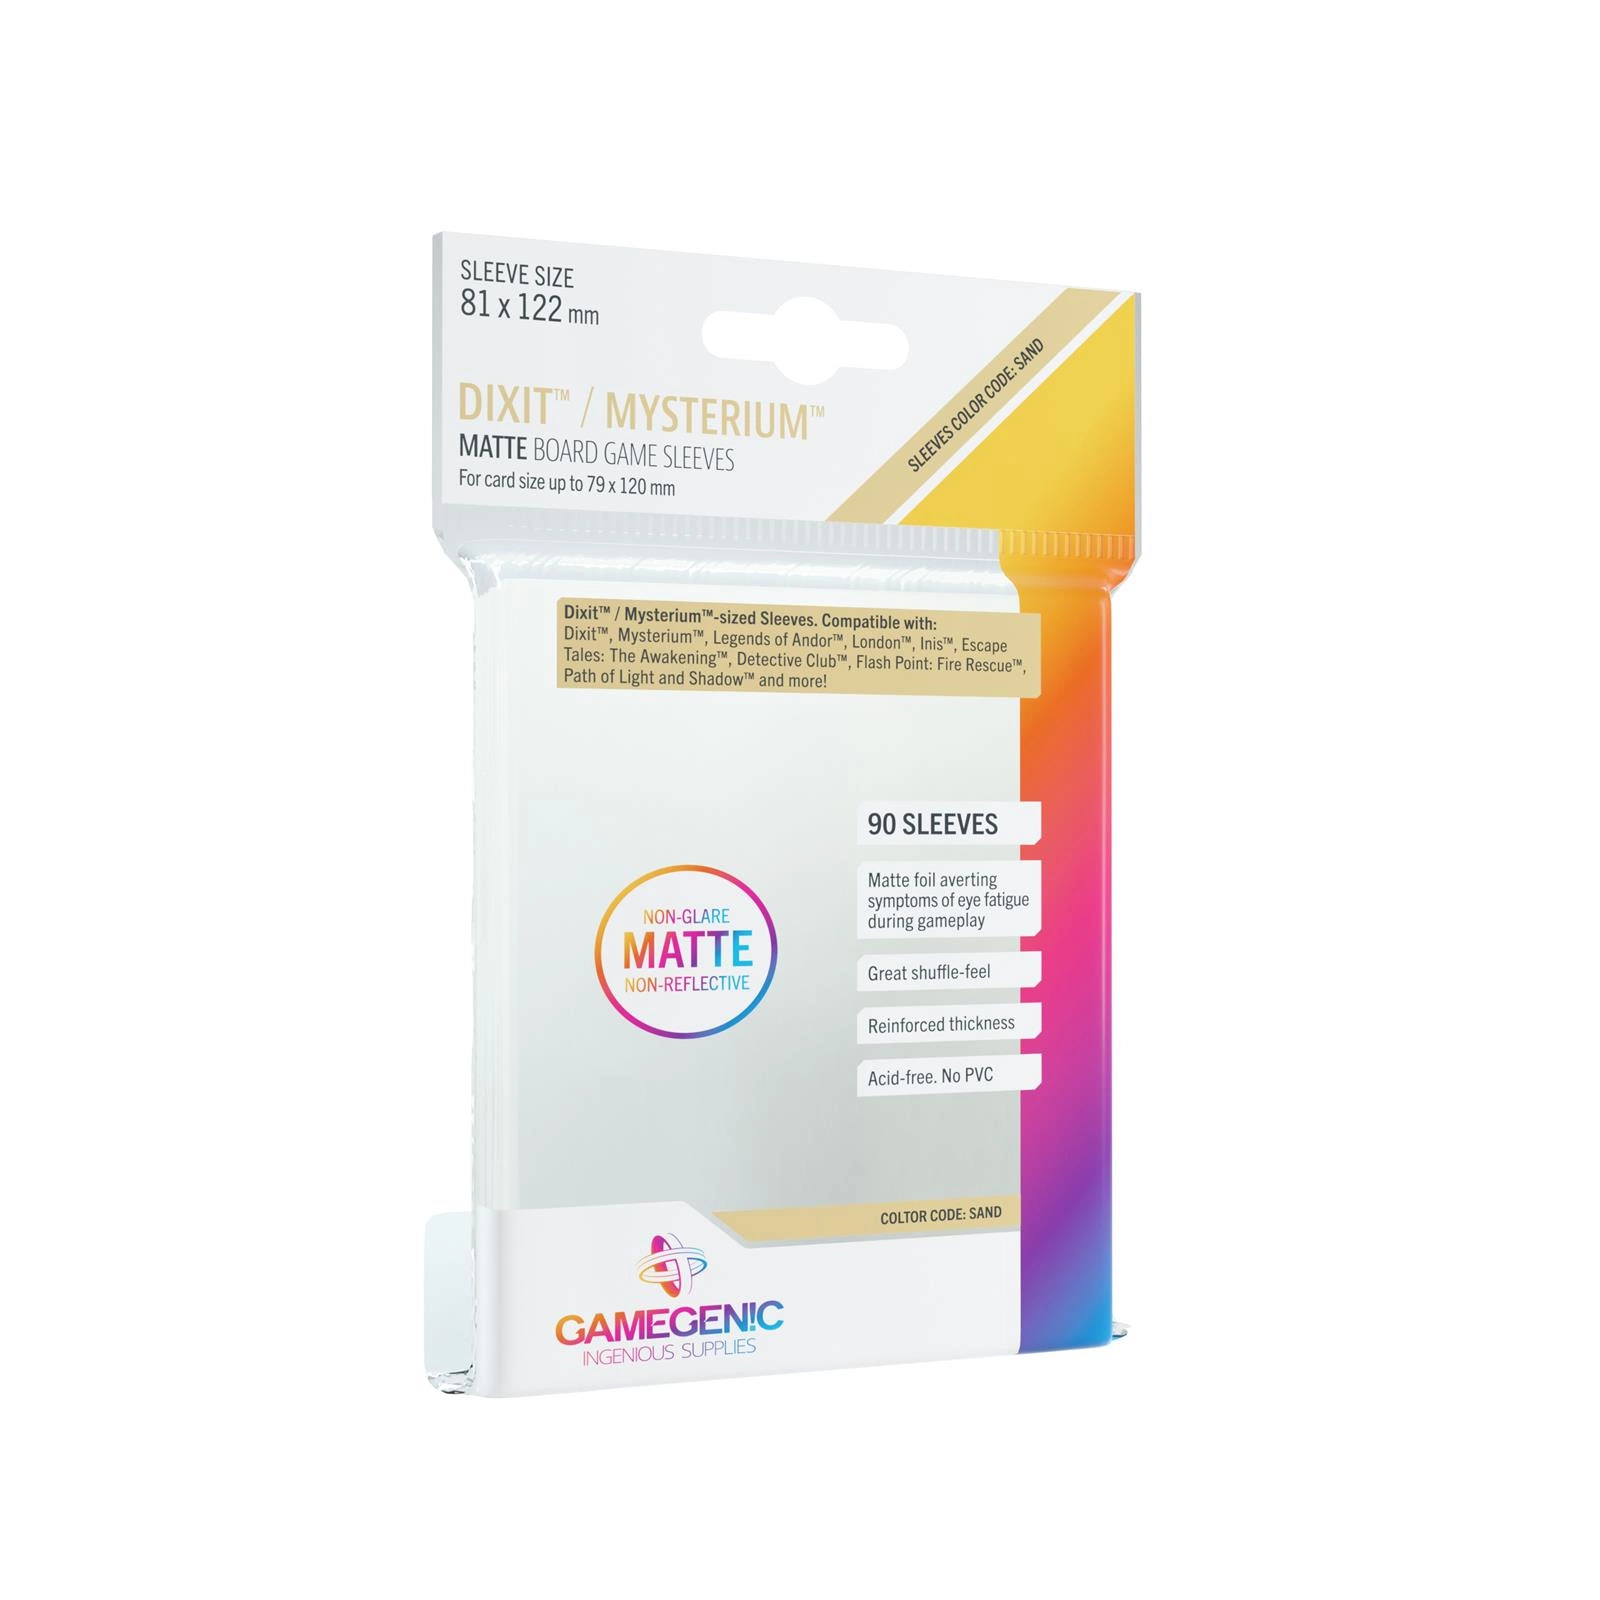 SLEEVE SIZE
81 x 122 mm
DIXIT™ / MYSTERIUM™
MATTE BOARD GAME SLEEVES
For card size up to 79 x 120 mm
SLEEVES COLOR CODE: SAND
Dixit™ / Mysterium™-sized Sleeves. Compatible with:
Dixit™, Mysterium™, Legends of Andor™, London™, Inis™, Escape
Tales: The Awakening™, Detective Club™, Flash Point: Fire Rescue™,
Path of Light and Shadow™ and more!
90 SLEEVES
Matte foil averting
symptoms of eye fatigue
during gameplay
Great shuffle-feel
Reinforced thickness
Acid-free. No PVC
NON-GLARE
MATTE
NON-REFLECTIVE
COLTOR CODE: SAND
GAMEGEN!C
INGENIOUS SUPPLIES